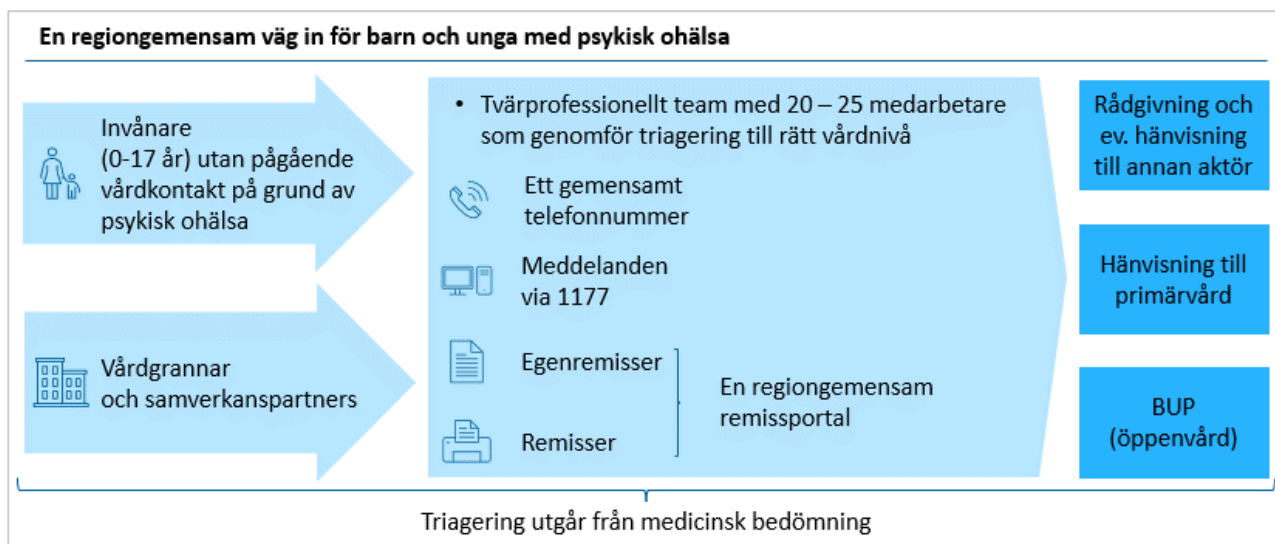 En regiongemensam väg in för barn och unga med psykisk ohälsa
Invånare
(0-17 år) utan pågående
vårdkontakt på grund av
psykisk ohälsa
Vårdgrannar
och samverkanspartners
• Tvärprofessionellt team med 20 – 25 medarbetare
som genomför triagering till rätt vårdnivå
Ett gemensamt
telefonnummer
Meddelanden
via 1177
Egenremisser
Remisser
En regiongemensam
remissportal
Rådgivning och
ev. hänvisning
till annan aktör
Hänvisning till
primärvård
BUP
(öppenvård)
Triagering utgår från medicinsk bedömning